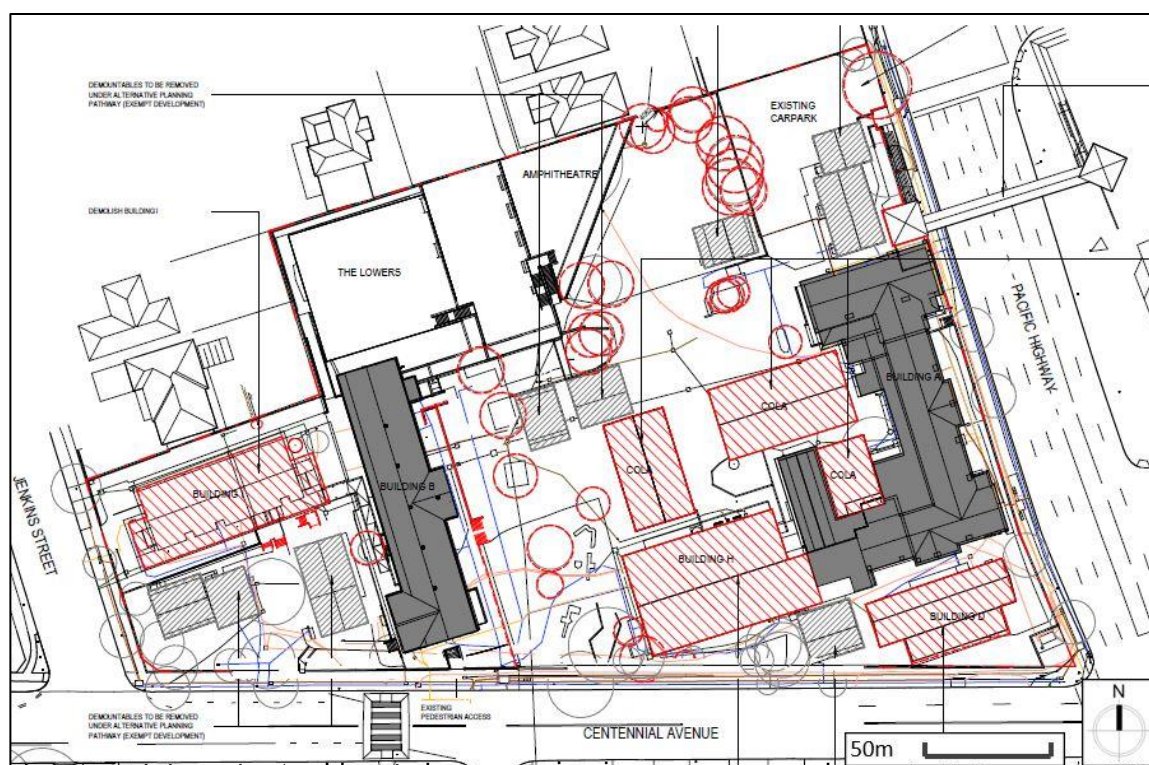 DEMOUNTABLES TO BE REMOVED
UNDER ALTERNATIVE PLANNING
PATHWAY (EXEMPT DEVELOPMENT)
EXISTING
CARPARK
AMPHITHEATRE
DEMOLISH BUILDING I
THE LOWERS
PACIFIC HIGHWAY
BUILDING A
COLA
COLA
COLA
BUILDING B
BUILDING I
JENKINS STREET
BUILDING H
BUILDING D
DEMOUNTABLES TO BE REMOVED
UNDER ALTERNATIVE PLANNING
PATHWAY (EXEMPT DEVELOPMENT)
EXISTING
PEDESTRIAN ACCESS
CENTENNIAL AVENUE
50m
N